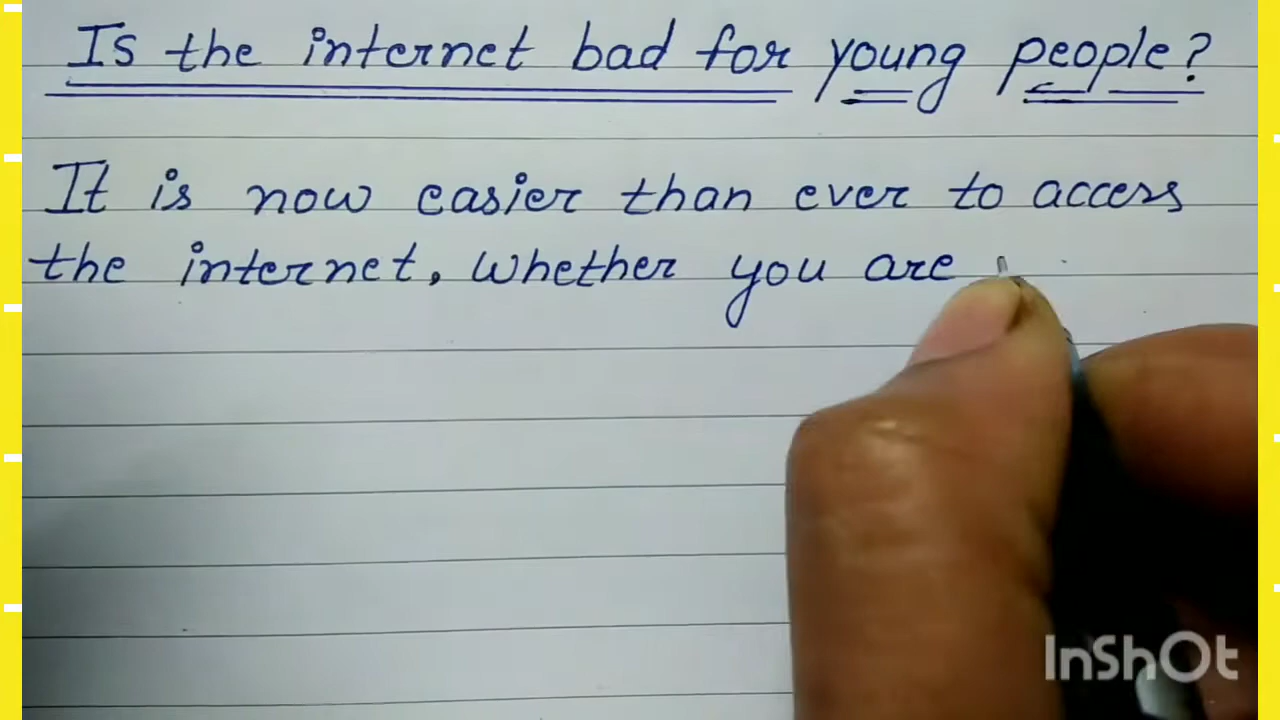 Is the internet bad for young people?
It is now easier than ever to access
the internet, whether you are
InShOt